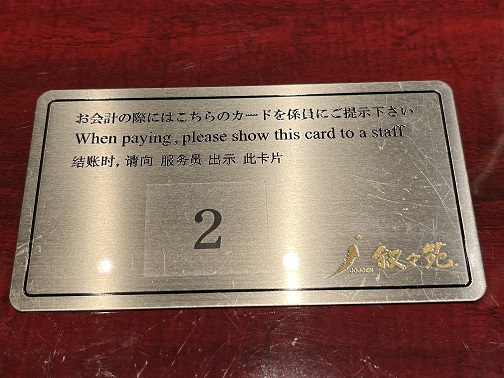 お会計の際にはこちらのカードを係員にご提示下さい
When paying, please show this card to a staff
结账时, 请向 服务员 出示 此卡片
2
JOJOEN
叙々苑